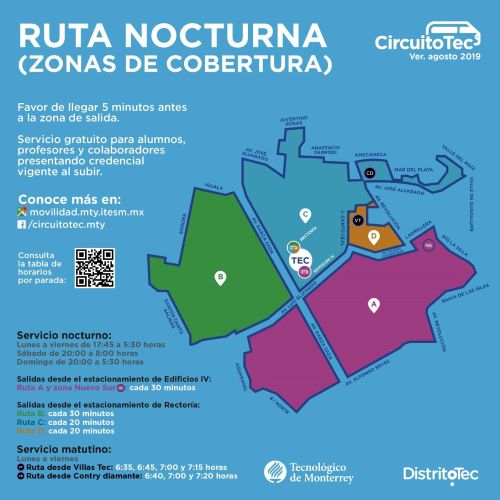 RUTA NOCTURNA
(ZONAS DE COBERTURA)
CircuitoTec
Ver. agosto 2019
Favor de llegar 5 minutos antes
a la zona de salida.
Servicio gratuito para alumnos,
profesores y colaboradores
presentando credencial
vigente al subir.
Conoce más en:
movilidad.mty.itesm.mx
/circuitotec.mty
Consulta
la tabla de
horarios
por parada:
JUVENTINO
ROSAS
ANASTACIO
PARRODI
AV. JOSÉ
ALVARADO
AMECAMECA
CD
MAR DEL PLATA
VALLE DEL MAÍZ
VALLE DE GUADALUPE
AV. JOSÉ ALVARADO
AV. REVOLUCIÓN
IGUALA
SONORA
AV. GARZA SADA
C
J. CANTÚ LEAL
VT
D
RECTORÍA
TEC
EDIFICIOS IV
LADRILLERA
NS
RÍO LA SILLA
BAHÍA DE LAS ISLAS
B
AV. LUIS ELIZONDO
A
AV. GARZA SADA
AV. REVOLUCIÓN
AV. ALFONSO REYES
Servicio nocturno:
Lunes a viernes de 17:45 a 5:30 horas
Sábado de 20:00 a 8:00 horas
Domingo de 20:00 a 5:30 horas
Salidas desde el estacionamiento de Edificios IV:
Ruta A y zona Nuevo Sur NS cada 30 minutos
Salidas desde el estacionamiento de Rectoría:
Ruta B: cada 30 minutos
Ruta C: cada 20 minutos
Ruta D: cada 20 minutos
Servicio matutino:
Lunes a viernes
Ruta desde Villas Tec: 6:35, 6:45, 7:00 y 7:15 horas
Ruta desde Contry diamante: 6:40, 7:00 y 7:20 horas
Tecnológico
de Monterrey
DistritoTec